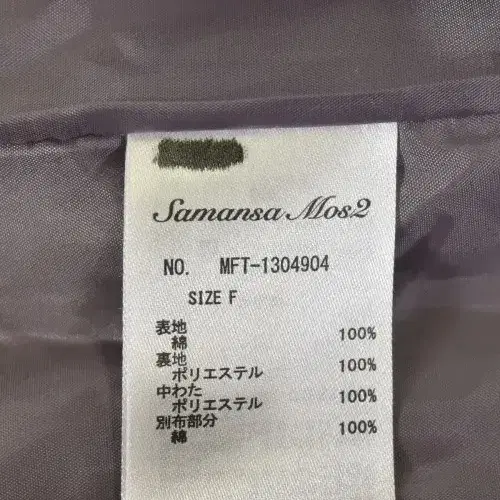 Samansa Mos2
NO. MFT-1304904
SIZE F
表地
綿 100%
裏地
ポリエステル 100%
中わた
ポリエステル 100%
別布部分
綿 100%